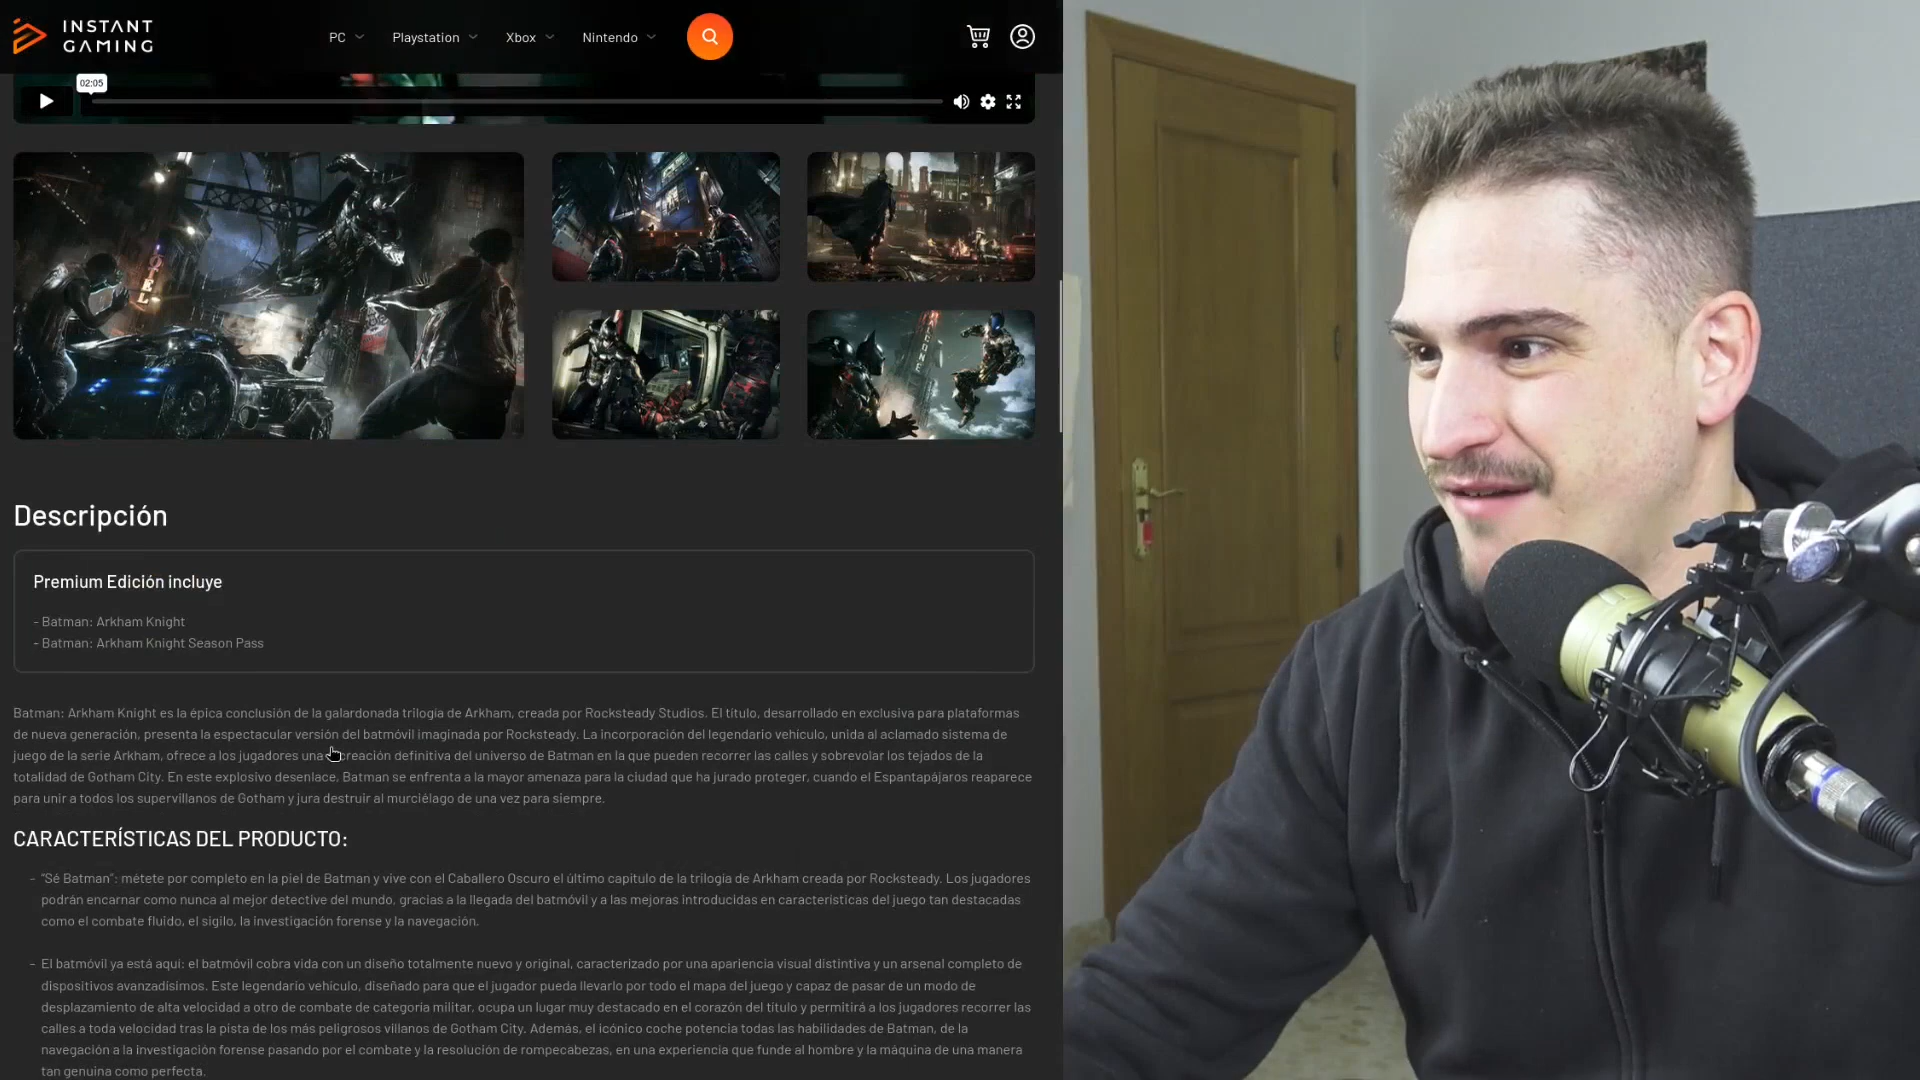 INSTANT
GAMING
PC
Playstation
Xbox
Nintendo
02:05
Descripción
Premium Edición incluye
- Batman: Arkham Knight
- Batman: Arkham Knight Season Pass
Batman: Arkham Knight es la épica conclusión de la galardonada trilogía de Arkham, creada por Rocksteady Studios. El título, desarrollado en exclusiva para plataformas
de nueva generación, presenta la espectacular versión del batmóvil imaginada por Rocksteady. La incorporación del legendario vehículo, unida al aclamado sistema de
juego de la serie Arkham, ofrece a los jugadores una recreación definitiva del universo de Batman en la que pueden recorrer las calles y sobrevolar los tejados de la
totalidad de Gotham City. En este explosivo desenlace, Batman se enfrenta a la mayor amenaza para la ciudad que ha jurado proteger, cuando el Espantapájaros reaparece
para unir a todos los supervillanos de Gotham y jura destruir al murciélago de una vez para siempre.
CARACTERÍSTICAS DEL PRODUCTO:
- "Sé Batman": métete por completo en la piel de Batman y vive con el Caballero Oscuro el último capítulo de la trilogía de Arkham creada por Rocksteady. Los jugadores
podrán encarnar como nunca al mejor detective del mundo, gracias a la llegada del batmóvil y a las mejoras introducidas en características del juego tan destacadas
como el combate fluido, el sigilo, la investigación forense y la navegación.
- El batmóvil ya está aquí: el batmóvil cobra vida con un diseño totalmente nuevo y original, caracterizado por una apariencia visual distintiva y un arsenal completo de
dispositivos avanzadísimos. Este legendario vehículo, diseñado para que el jugador pueda llevarlo por todo el mapa del juego y capaz de pasar de un modo de
desplazamiento de alta velocidad a otro de combate de categoría militar, ocupa un lugar muy destacado en el corazón del título y permitirá a los jugadores recorrer las
calles a toda velocidad tras la pista de los más peligrosos villanos de Gotham City. Además, el icónico coche potencia todas las habilidades de Batman, de la
navegación a la investigación forense pasando por el combate y la resolución de rompecabezas, en una experiencia que funde al hombre y la máquina de una manera
tan genuina como perfecta.